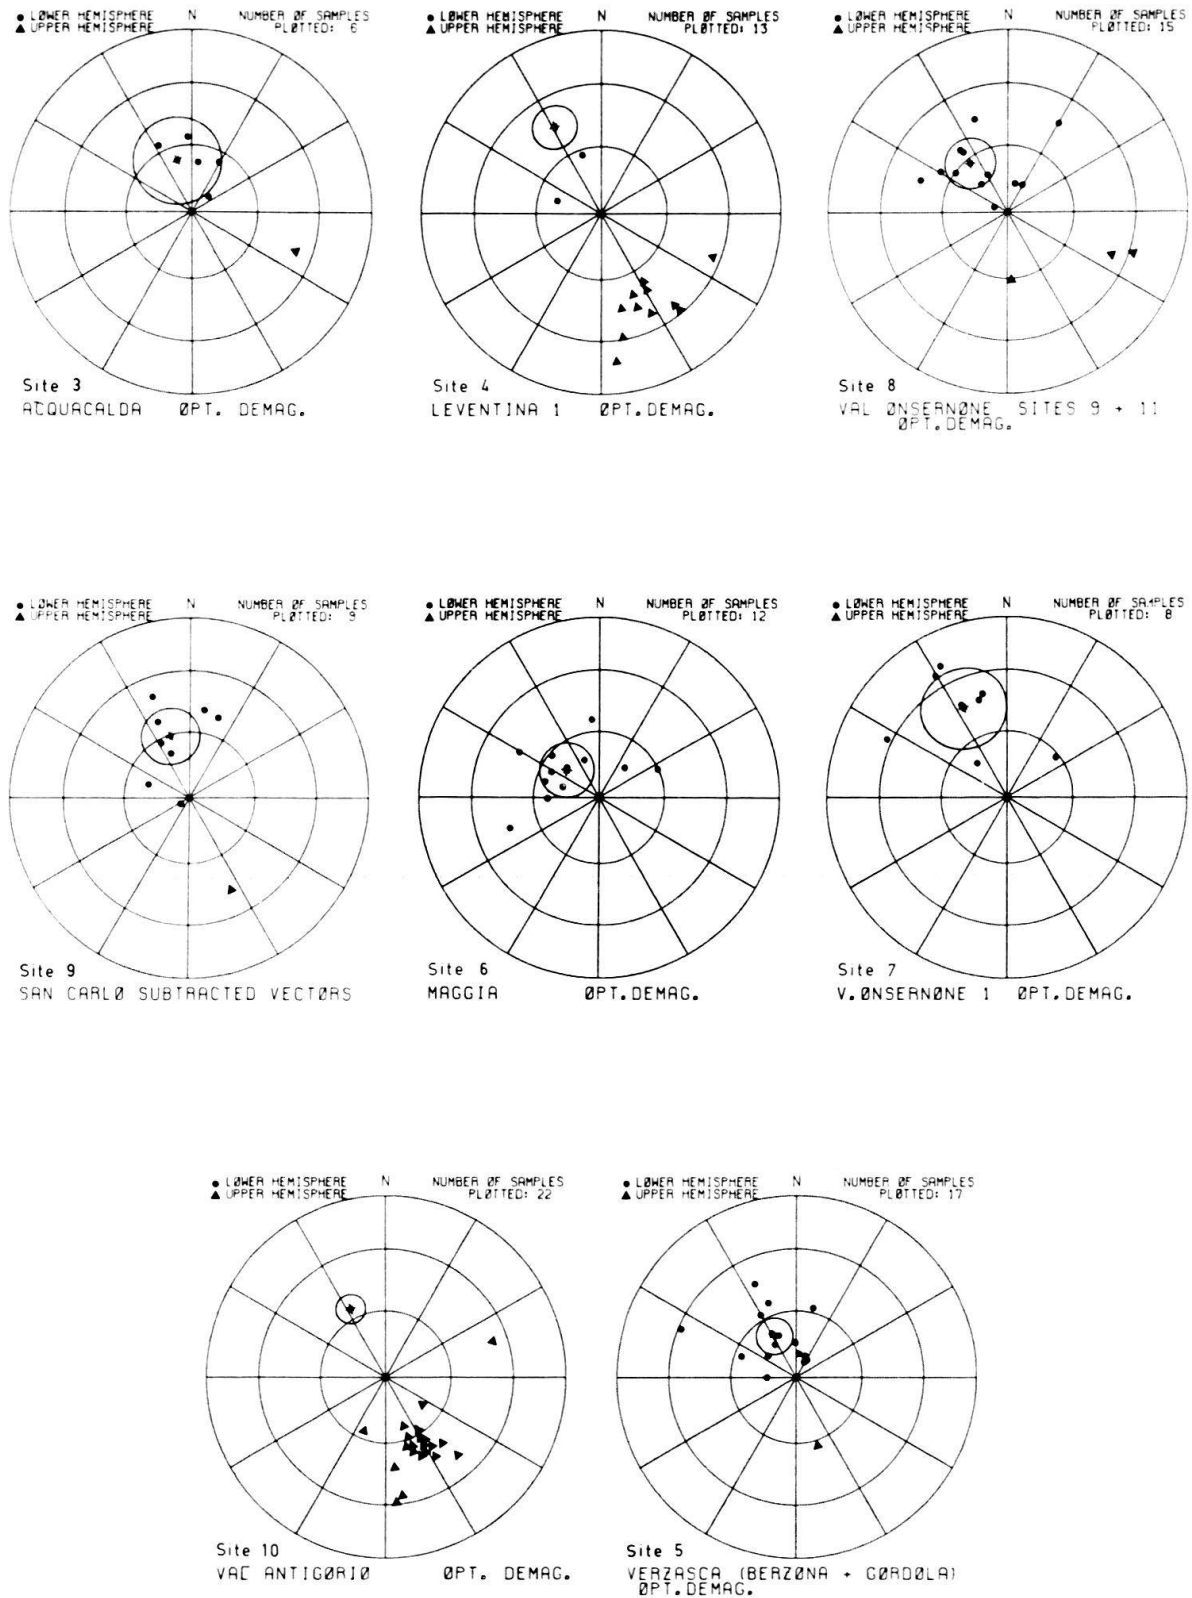 ● LØWER HEMISPHERE N NUMBER ØF SAMPLES
▲ UPPER HEMISPHERE PLØTTED: 6
Site 3
ACQUACALDA ØPT. DEMAG.
● LØWER HEMISPHERE N NUMBER ØF SAMPLES
▲ UPPER HEMISPHERE PLØTTED: 13
Site 4
LEVENTINA 1 ØPT.DEMAG.
● LØWER HEMISPHERE N NUMBER ØF SAMPLES
▲ UPPER HEMISPHERE PLØTTED: 15
Site 8
VAL ØNSERNØNE SITES 9 + 11
ØPT.DEMAG.
● LØWER HEMISPHERE N NUMBER ØF SAMPLES
▲ UPPER HEMISPHERE PLØTTED: 9
Site 9
SAN CARLØ SUBTRACTED VECTØRS
● LØWER HEMISPHERE N NUMBER ØF SAMPLES
▲ UPPER HEMISPHERE PLØTTED: 12
Site 6
MAGGIA ØPT.DEMAG.
● LØWER HEMISPHERE N NUMBER ØF SAMPLES
▲ UPPER HEMISPHERE PLØTTED: 8
Site 7
V.ØNSERNØNE 1 ØPT.DEMAG.
● LØWER HEMISPHERE N NUMBER ØF SAMPLES
▲ UPPER HEMISPHERE PLØTTED: 22
Site 10
VAL ANTIGØRIØ ØPT. DEMAG.
● LØWER HEMISPHERE N NUMBER ØF SAMPLES
▲ UPPER HEMISPHERE PLØTTED: 17
Site 5
VERZASCA (BERZØNA + GØRDØLA)
ØPT.DEMAG.